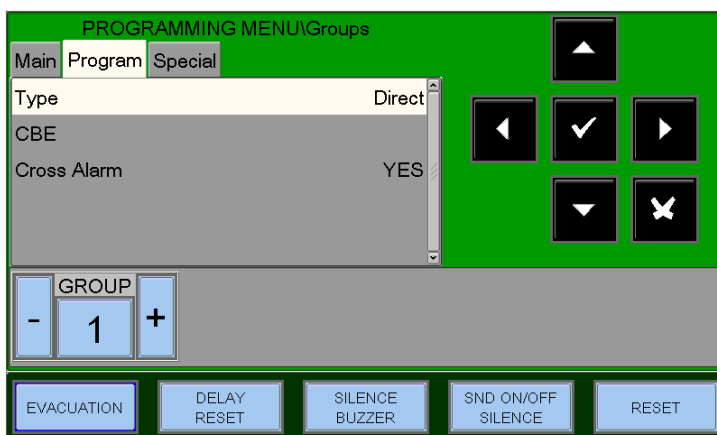 PROGRAMMING MENU\Groups
Main Program Special
Type Direct
CBE
Cross Alarm YES
GROUP
- 1 +
EVACUATION
DELAY
RESET
SILENCE
BUZZER
SND ON/OFF
SILENCE
RESET